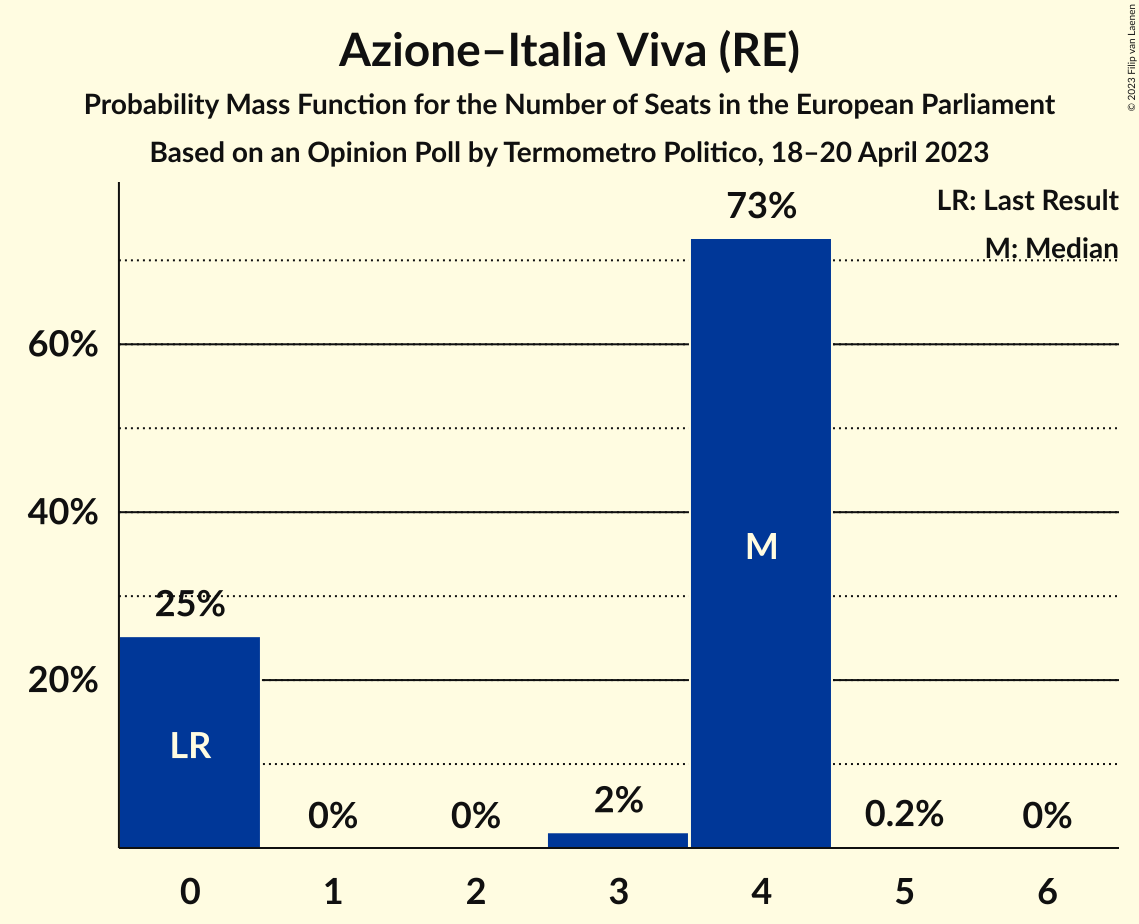 Azione–Italia Viva (RE)
Probability Mass Function for the Number of Seats in the European Parliament
Based on an Opinion Poll by Termometro Politico, 18–20 April 2023
© 2023 Filip van Laenen
LR: Last Result
M: Median
73%
60%
40%
M
25%
20%
LR
0%
0%
2%
0.2%
0%
0
1
2
3
4
5
6